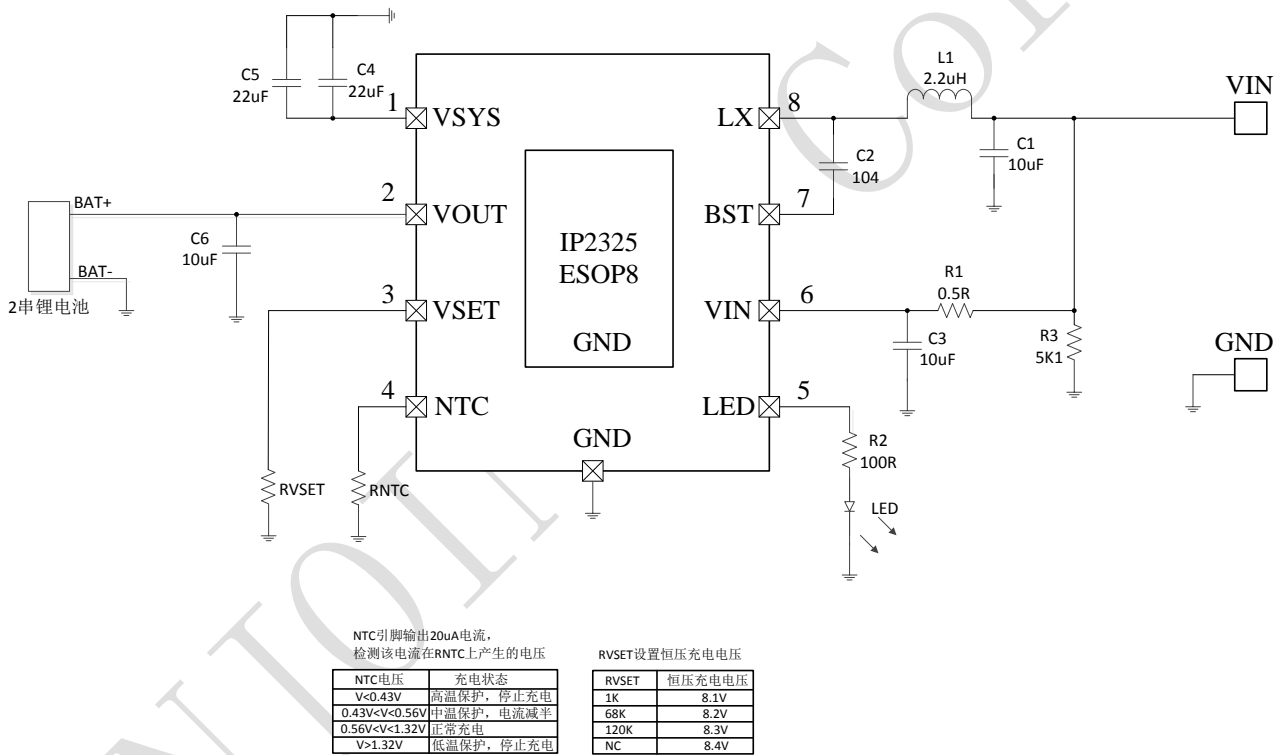 C5
22uF
C4
22uF
1
VSYS
BAT+
2
VOUT
C6
10uF
BAT-
2串锂电池
3
VSET
4
NTC
RVSET
RNTC
IP2325
ESOP8
GND
GND
LX
8
L1
2.2uH
VIN
C1
10uF
C2
104
BST
7
VIN
6
R1
0.5R
C3
10uF
R3
5K1
GND
LED
5
R2
100R
LED
NTC引脚输出20uA电流，
检测该电流在RNTC上产生的电压
NTC电压 充电状态
V<0.43V 高温保护，停止充电
0.43V<V<0.56V 中温保护，电流减半
0.56V<V<1.32V 正常充电
V>1.32V 低温保护，停止充电
RVSET设置恒压充电电压
RVSET 恒压充电电压
1K 8.1V
68K 8.2V
120K 8.3V
NC 8.4V